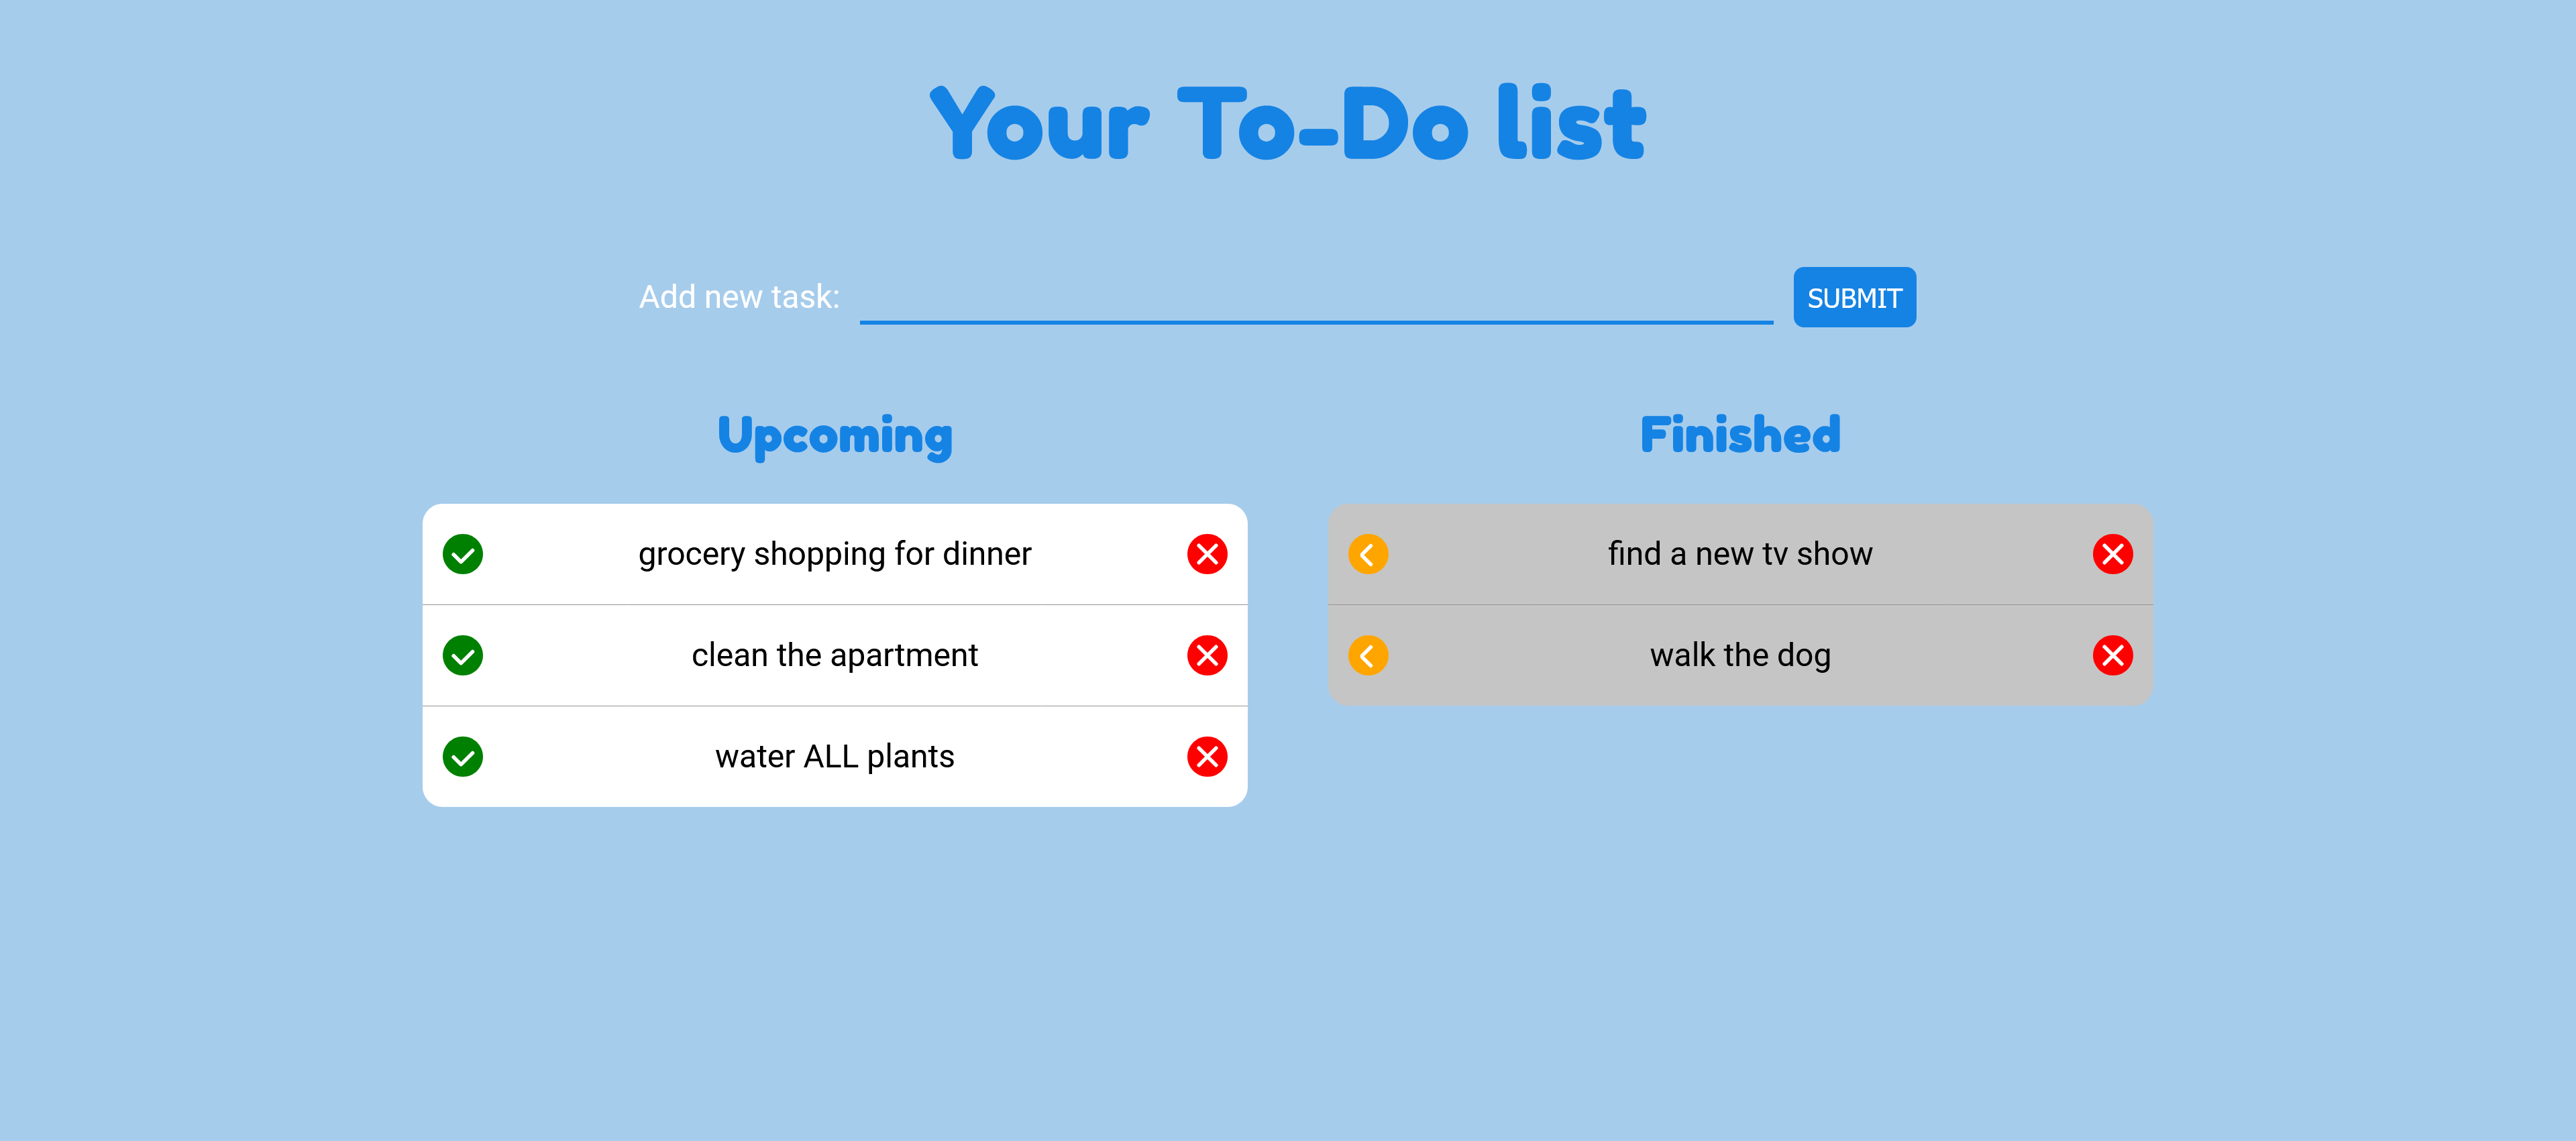 Your To-Do list
Add new task:
SUBMIT
Upcoming
grocery shopping for dinner
clean the apartment
water ALL plants
Finished
find a new tv show
walk the dog